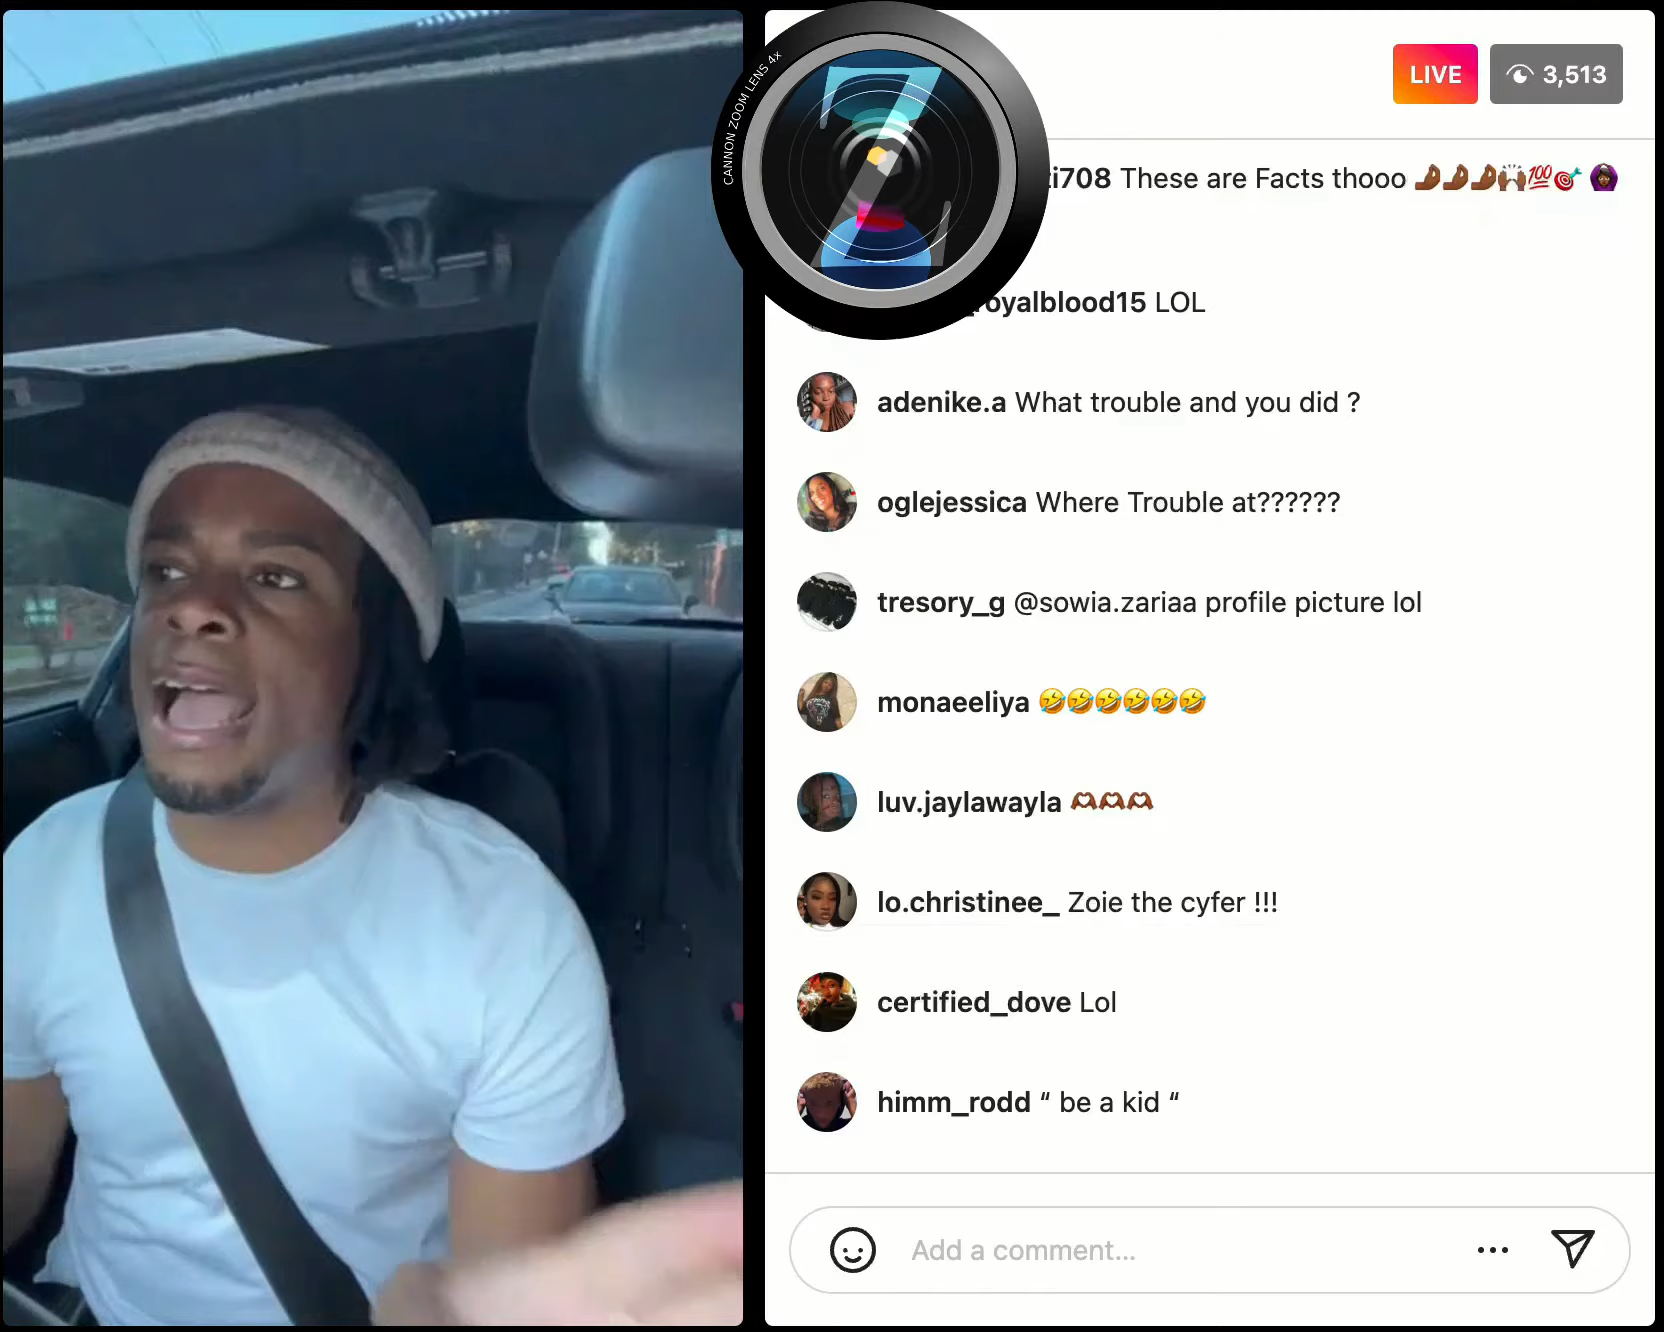 CANNON ZOOM LENS 4x
Z
LIVE 3,513
i708 These are Facts thooo 🤌🏾🤌🏾🤌🏾🙌🏾💯🎯 🧕🏾
royalblood15 LOL
adenike.a What trouble and you did ?
oglejessica Where Trouble at??????
tresory_g @sowia.zariaa profile picture lol
monaeeliya 🤣🤣🤣🤣🤣🤣
luv.jaylawayla 🫶🏾🫶🏾🫶🏾
lo.christinee_ Zoie the cyfer !!!
certified_dove Lol
himm_rodd “ be a kid “
Add a comment...